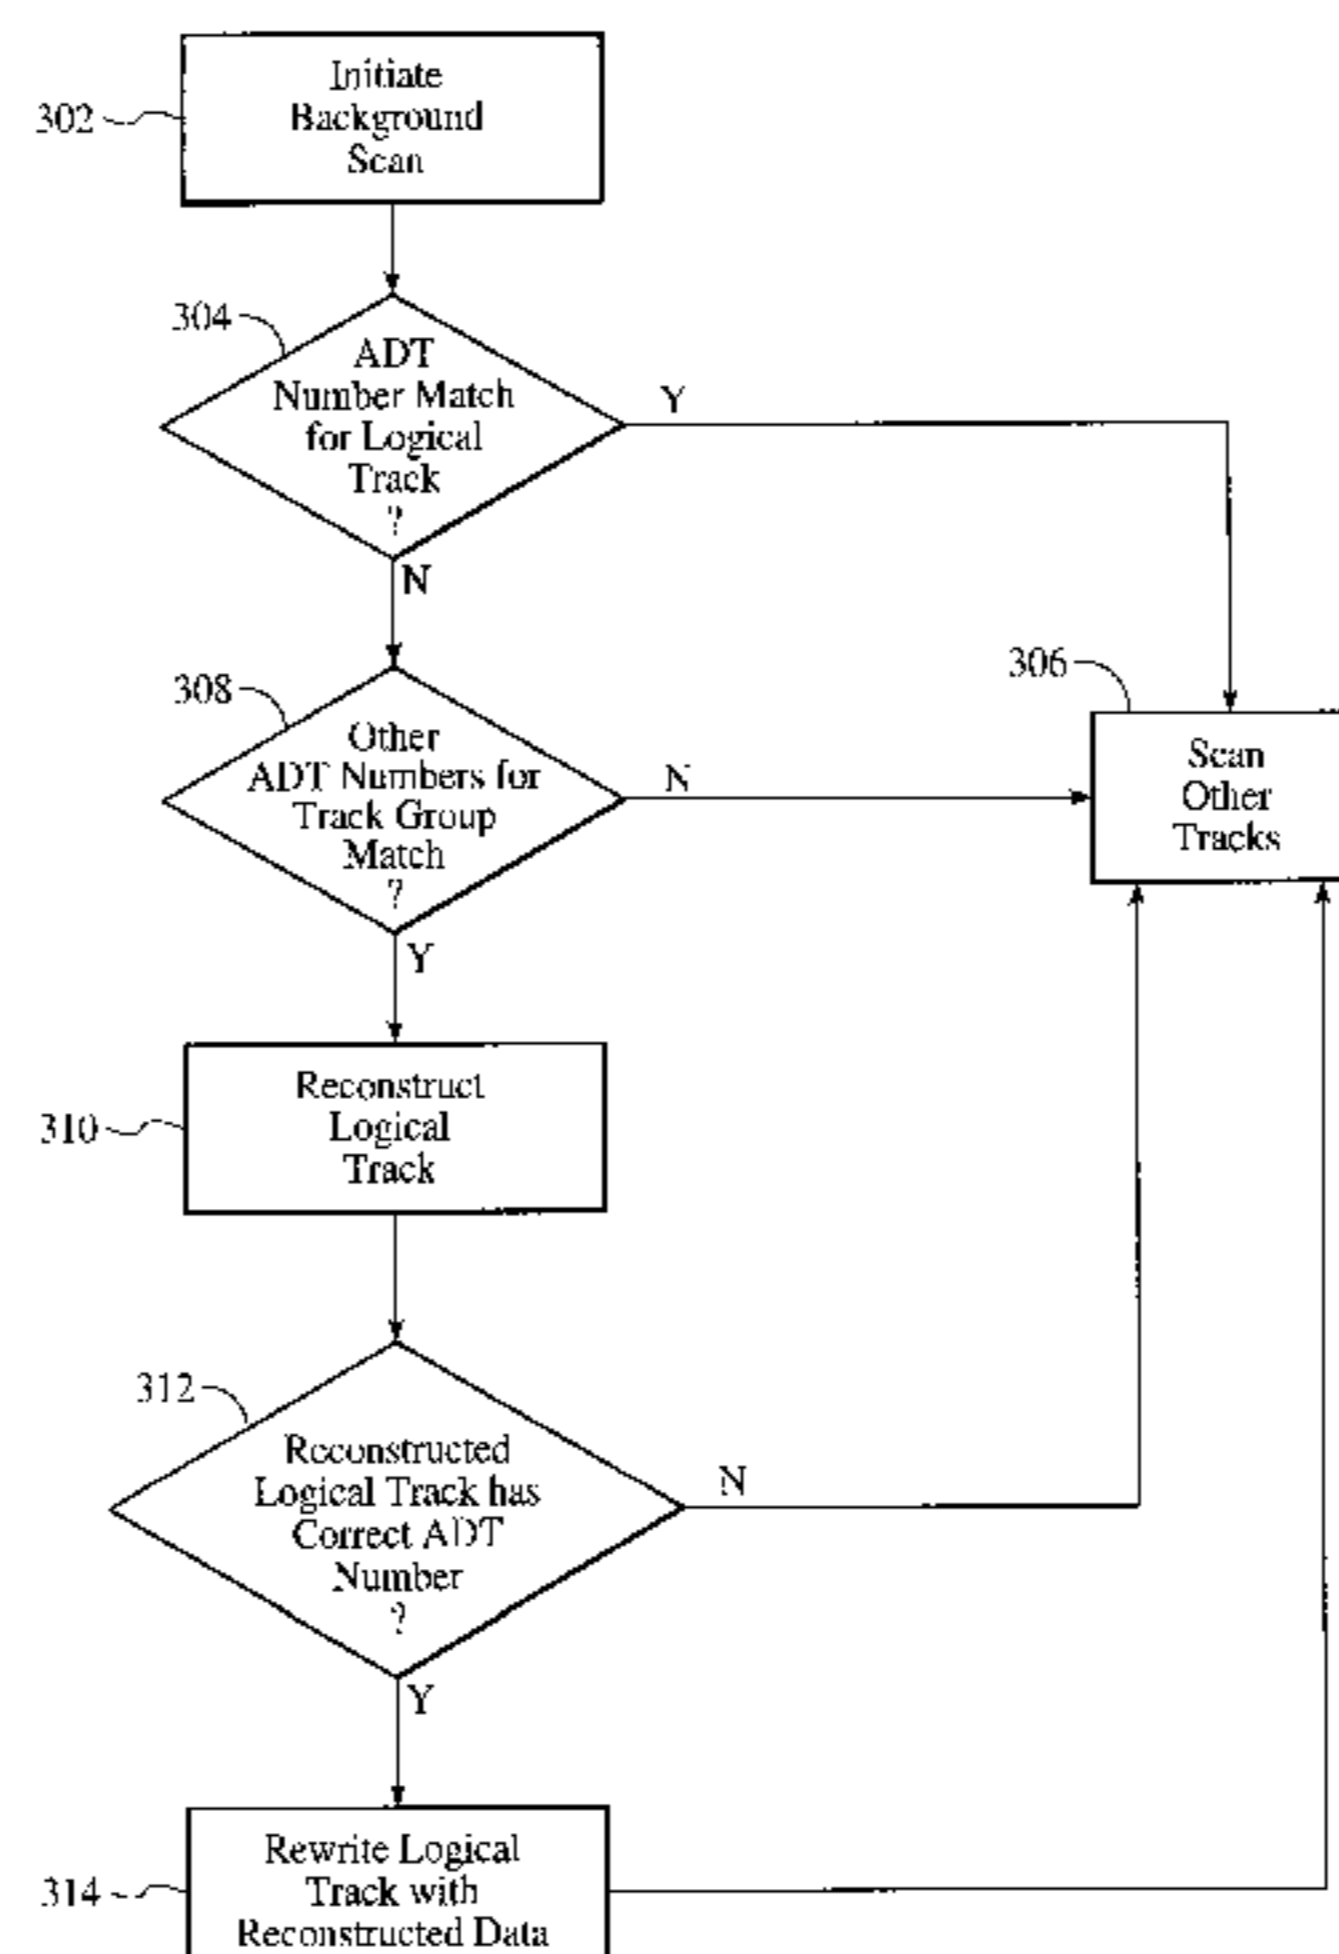 Initiate
Background
Scan
302
304
ADT
Number Match
for Logical
Track
?
Y
N
306
Scan
Other
Tracks
308
Other
ADT Numbers for
Track Group
Match
?
N
Y
310
Reconstruct
Logical
Track
312
Reconstructed
Logical Track has
Correct ADT
Number
?
N
Y
314
Rewrite Logical
Track with
Reconstructed Data